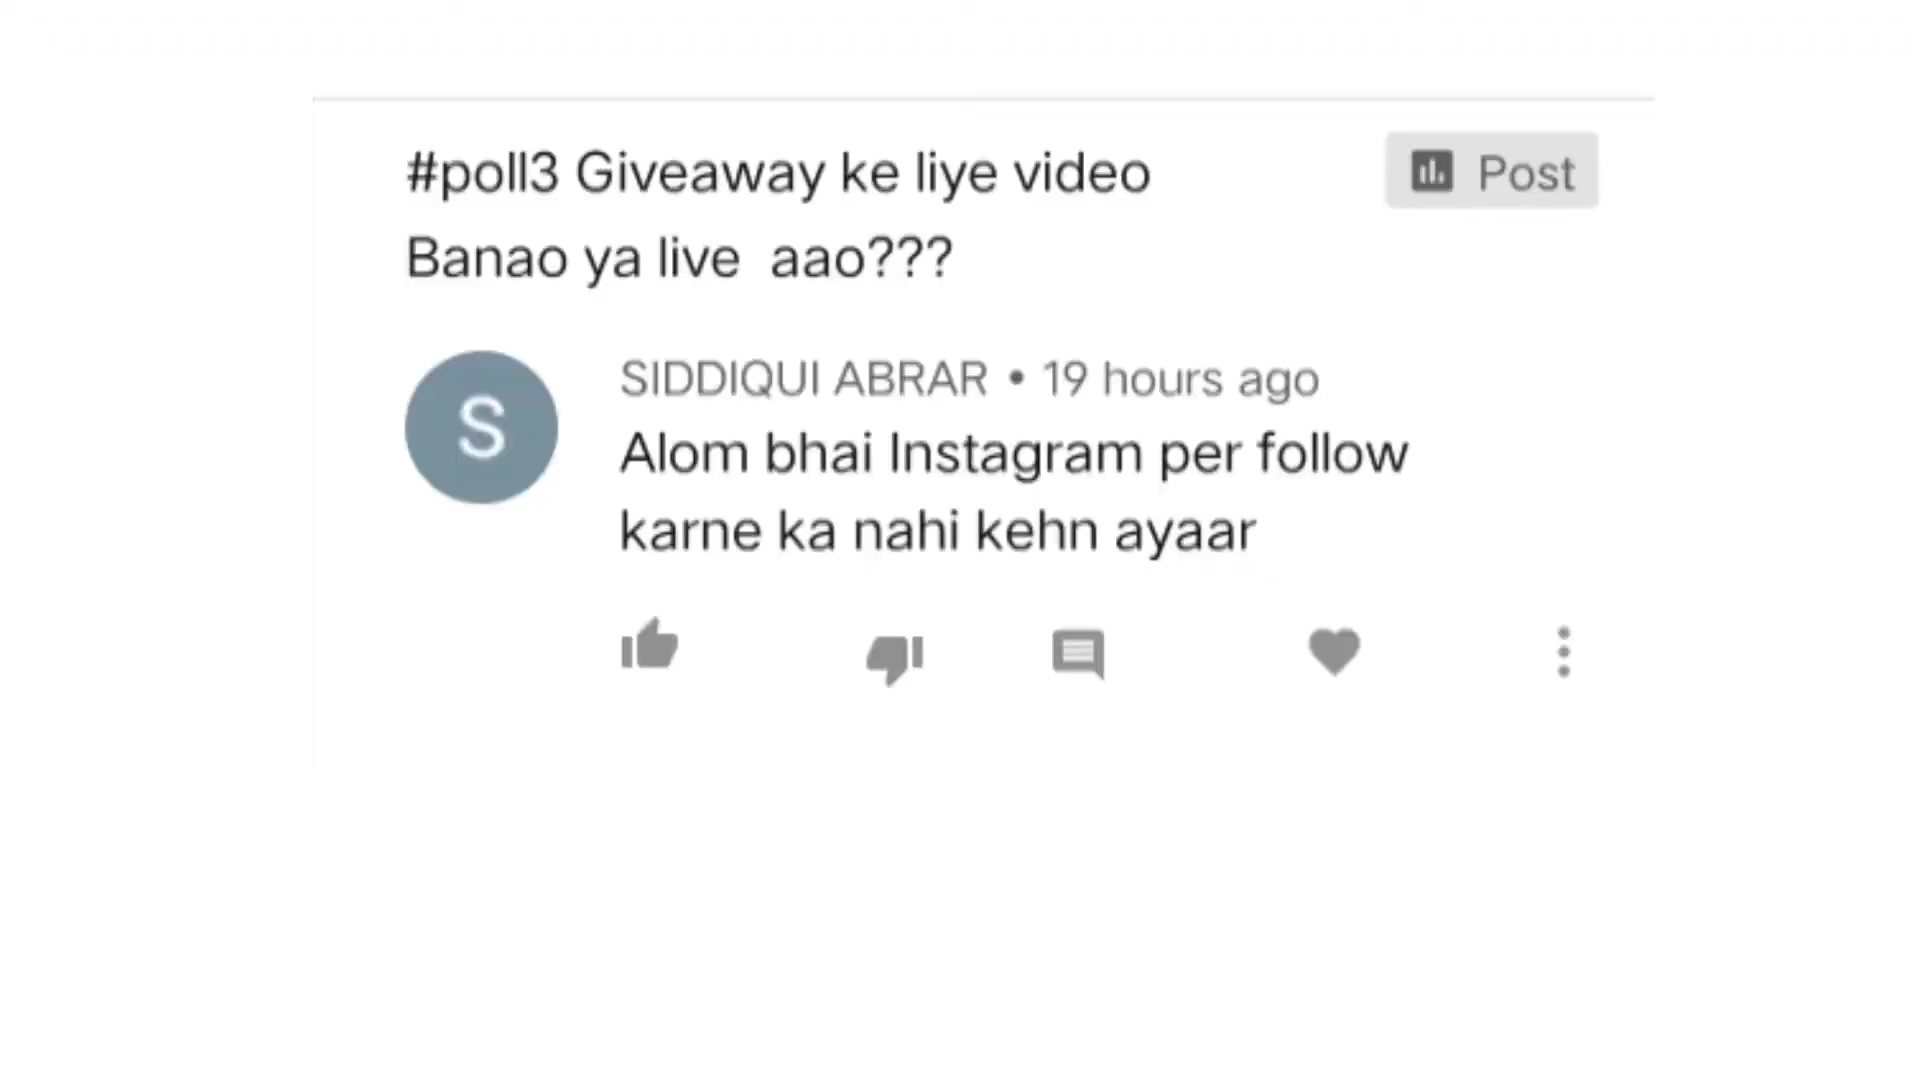 #poll3 Giveaway ke liye video
Post
Banao ya live aao???
S
SIDDIQUI ABRAR • 19 hours ago
Alom bhai Instagram per follow
karne ka nahi kehn ayaar